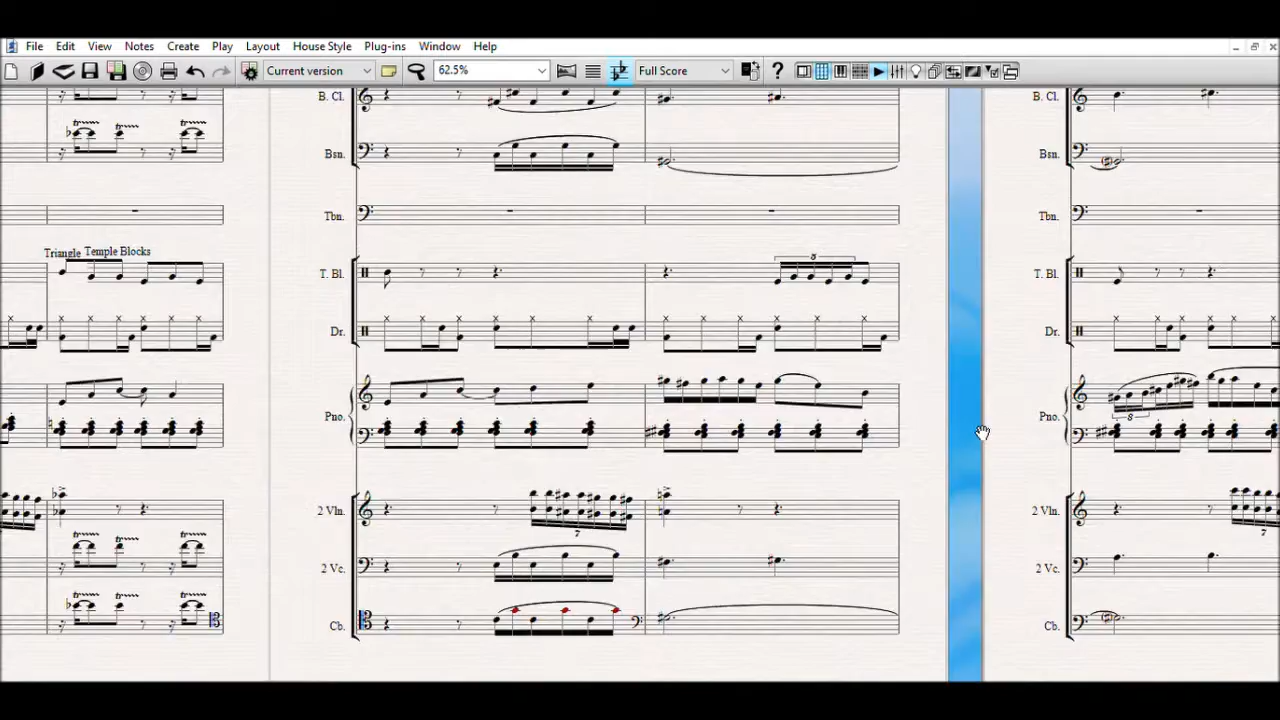 File Edit View Notes Create Play Layout House Style Plug-ins Window Help
Current version 62.5% Full Score ?
B. Cl. B. Cl.
Bsn. Bsn.
Tbn. Tbn.
Triangle Temple Blocks
T. Bl. T. Bl.
Dr. Dr.
Pno. Pno.
2 Vln. 2 Vln.
7 7
2 Vc. 2 Vc.
Cb. Cb.